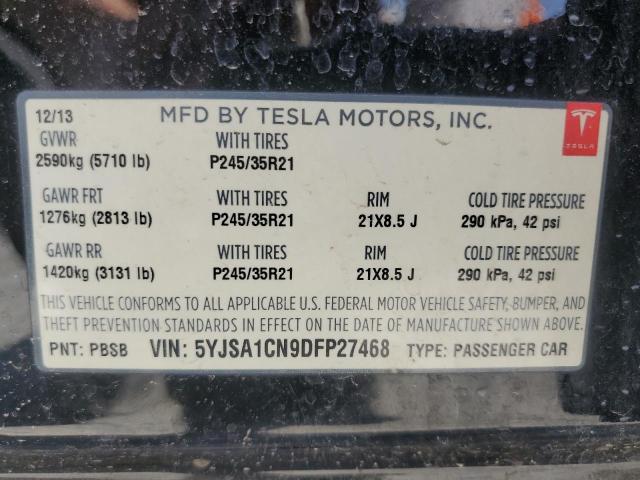 12/13 MFD BY TESLA MOTORS, INC.
TESLA
GVWR WITH TIRES
2590kg (5710 lb) P245/35R21
GAWR FRT WITH TIRES RIM COLD TIRE PRESSURE
1276kg (2813 lb) P245/35R21 21X8.5 J 290 kPa, 42 psi
GAWR RR WITH TIRES RIM COLD TIRE PRESSURE
1420kg (3131 lb) P245/35R21 21X8.5 J 290 kPa, 42 psi
THIS VEHICLE CONFORMS TO ALL APPLICABLE U.S. FEDERAL MOTOR VEHICLE SAFETY, BUMPER, AND
THEFT PREVENTION STANDARDS IN EFFECT ON THE DATE OF MANUFACTURE SHOWN ABOVE.
PNT: PBSB VIN: 5YJSA1CN9DFP27468 TYPE: PASSENGER CAR